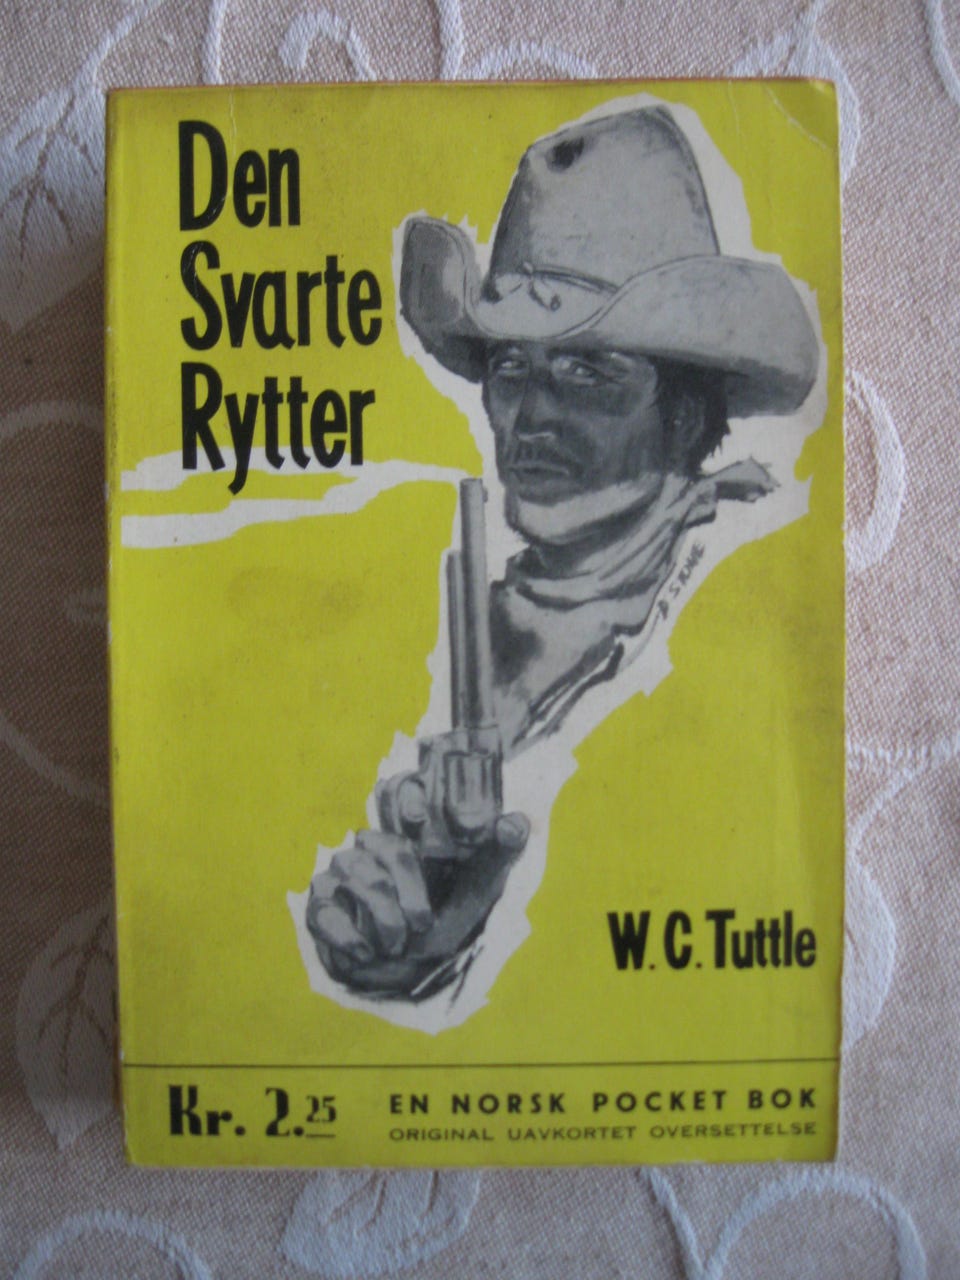 Den
Svarte
Rytter
W. C. Tuttle
Kr. 2.25
EN NORSK POCKET BOK
ORIGINAL UAVKORTET OVERSETTELSE